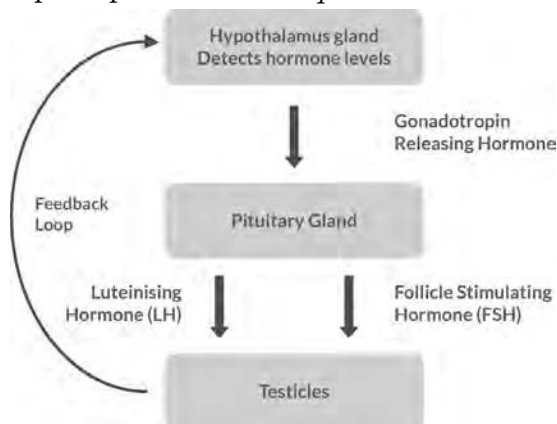 Hypothalamus gland
Detects hormone levels
Gonadotropin
Releasing Hormone
Feedback
Loop
Pituitary Gland
Luteinising
Hormone (LH)
Follicle Stimulating
Hormone (FSH)
Testicles